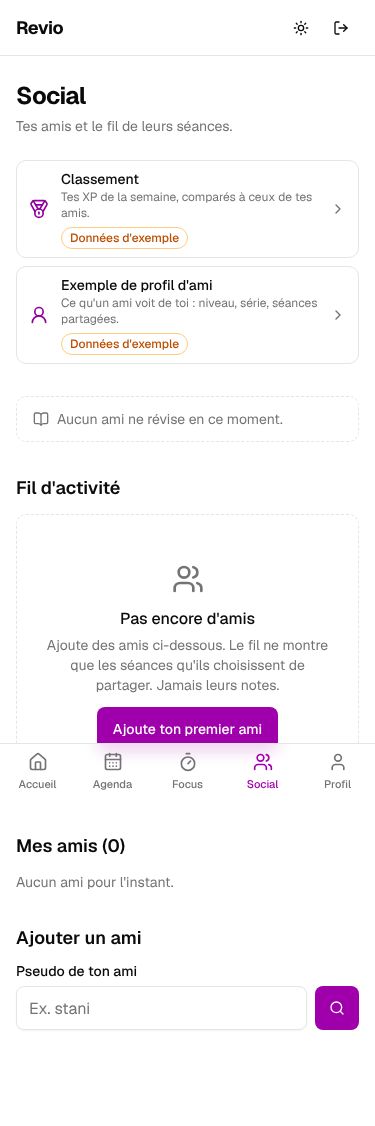 Revio
Social
Tes amis et le fil de leurs séances.
Classement
Tes XP de la semaine, comparés à ceux de tes
amis.
Données d'exemple
Exemple de profil d'ami
Ce qu'un ami voit de toi : niveau, série, séances
partagées.
Données d'exemple
Aucun ami ne révise en ce moment.
Fil d'activité
Pas encore d'amis
Ajoute des amis ci-dessous. Le fil ne montre
que les séances qu'ils choisissent de
partager. Jamais leurs notes.
Ajoute ton premier ami
Accueil
Agenda
Focus
Social
Profil
Mes amis (0)
Aucun ami pour l'instant.
Ajouter un ami
Pseudo de ton ami
Ex. stani